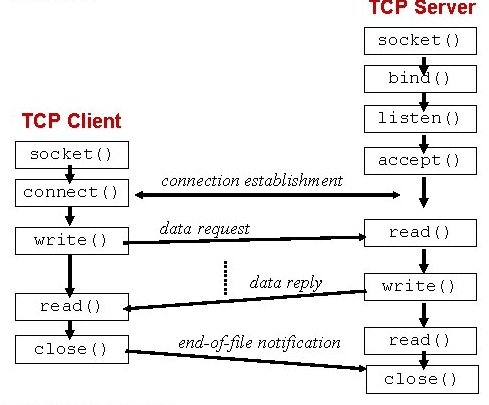 TCP Server
socket()
bind()
listen()
accept()
read()
write()
read()
close()
TCP Client
socket()
connect()
write()
read()
close()
connection establishment
data request
data reply
end-of-file notification